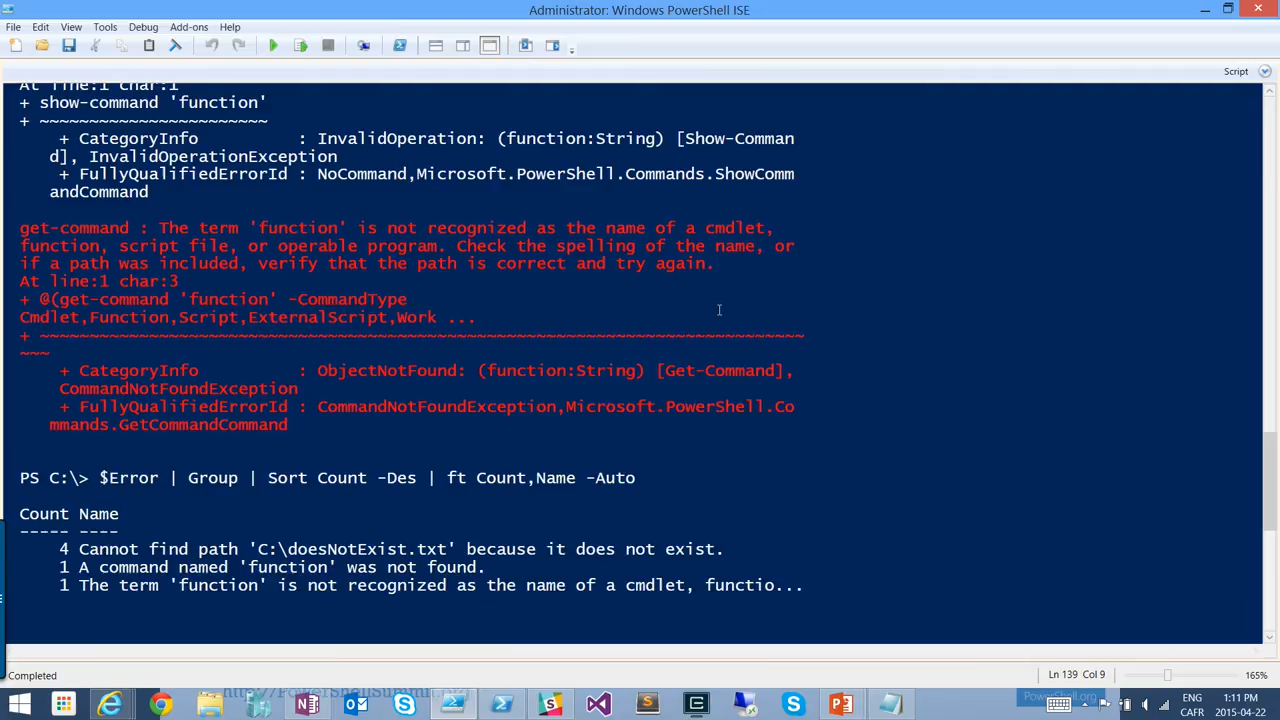 Administrator: Windows PowerShell ISE
File Edit View Tools Debug Add-ons Help
Script
At line:1 char:1
+ show-command 'function'
+ ~~~~~~~~~~~~~~~~~~~~~~~
    + CategoryInfo          : InvalidOperation: (function:String) [Show-Comman
   d], InvalidOperationException
    + FullyQualifiedErrorId : NoCommand,Microsoft.PowerShell.Commands.ShowComm
   andCommand
get-command : The term 'function' is not recognized as the name of a cmdlet,
function, script file, or operable program. Check the spelling of the name, or
if a path was included, verify that the path is correct and try again.
At line:1 char:3
+ @(get-command 'function' -CommandType
Cmdlet,Function,Script,ExternalScript,Work ...
+ ~~~~~~~~~~~~~~~~~~~~~~~~~~~~~~~~~~~~~~~~~~~~~~~~~~~~~~~~~~~~~~~~~~~~~~~~~~~~~
~~~
    + CategoryInfo          : ObjectNotFound: (function:String) [Get-Command],
    CommandNotFoundException
    + FullyQualifiedErrorId : CommandNotFoundException,Microsoft.PowerShell.Co
   mmands.GetCommandCommand
PS C:\> $Error | Group | Sort Count -Des | ft Count,Name -Auto
Count Name
----- ----
    4 Cannot find path 'C:\doesNotExist.txt' because it does not exist.
    1 A command named 'function' was not found.
    1 The term 'function' is not recognized as the name of a cmdlet, functio...
Completed
Ln 139 Col 9
165%
PowerShell.org
ENG
CAFR
1:11 PM
2015-04-22